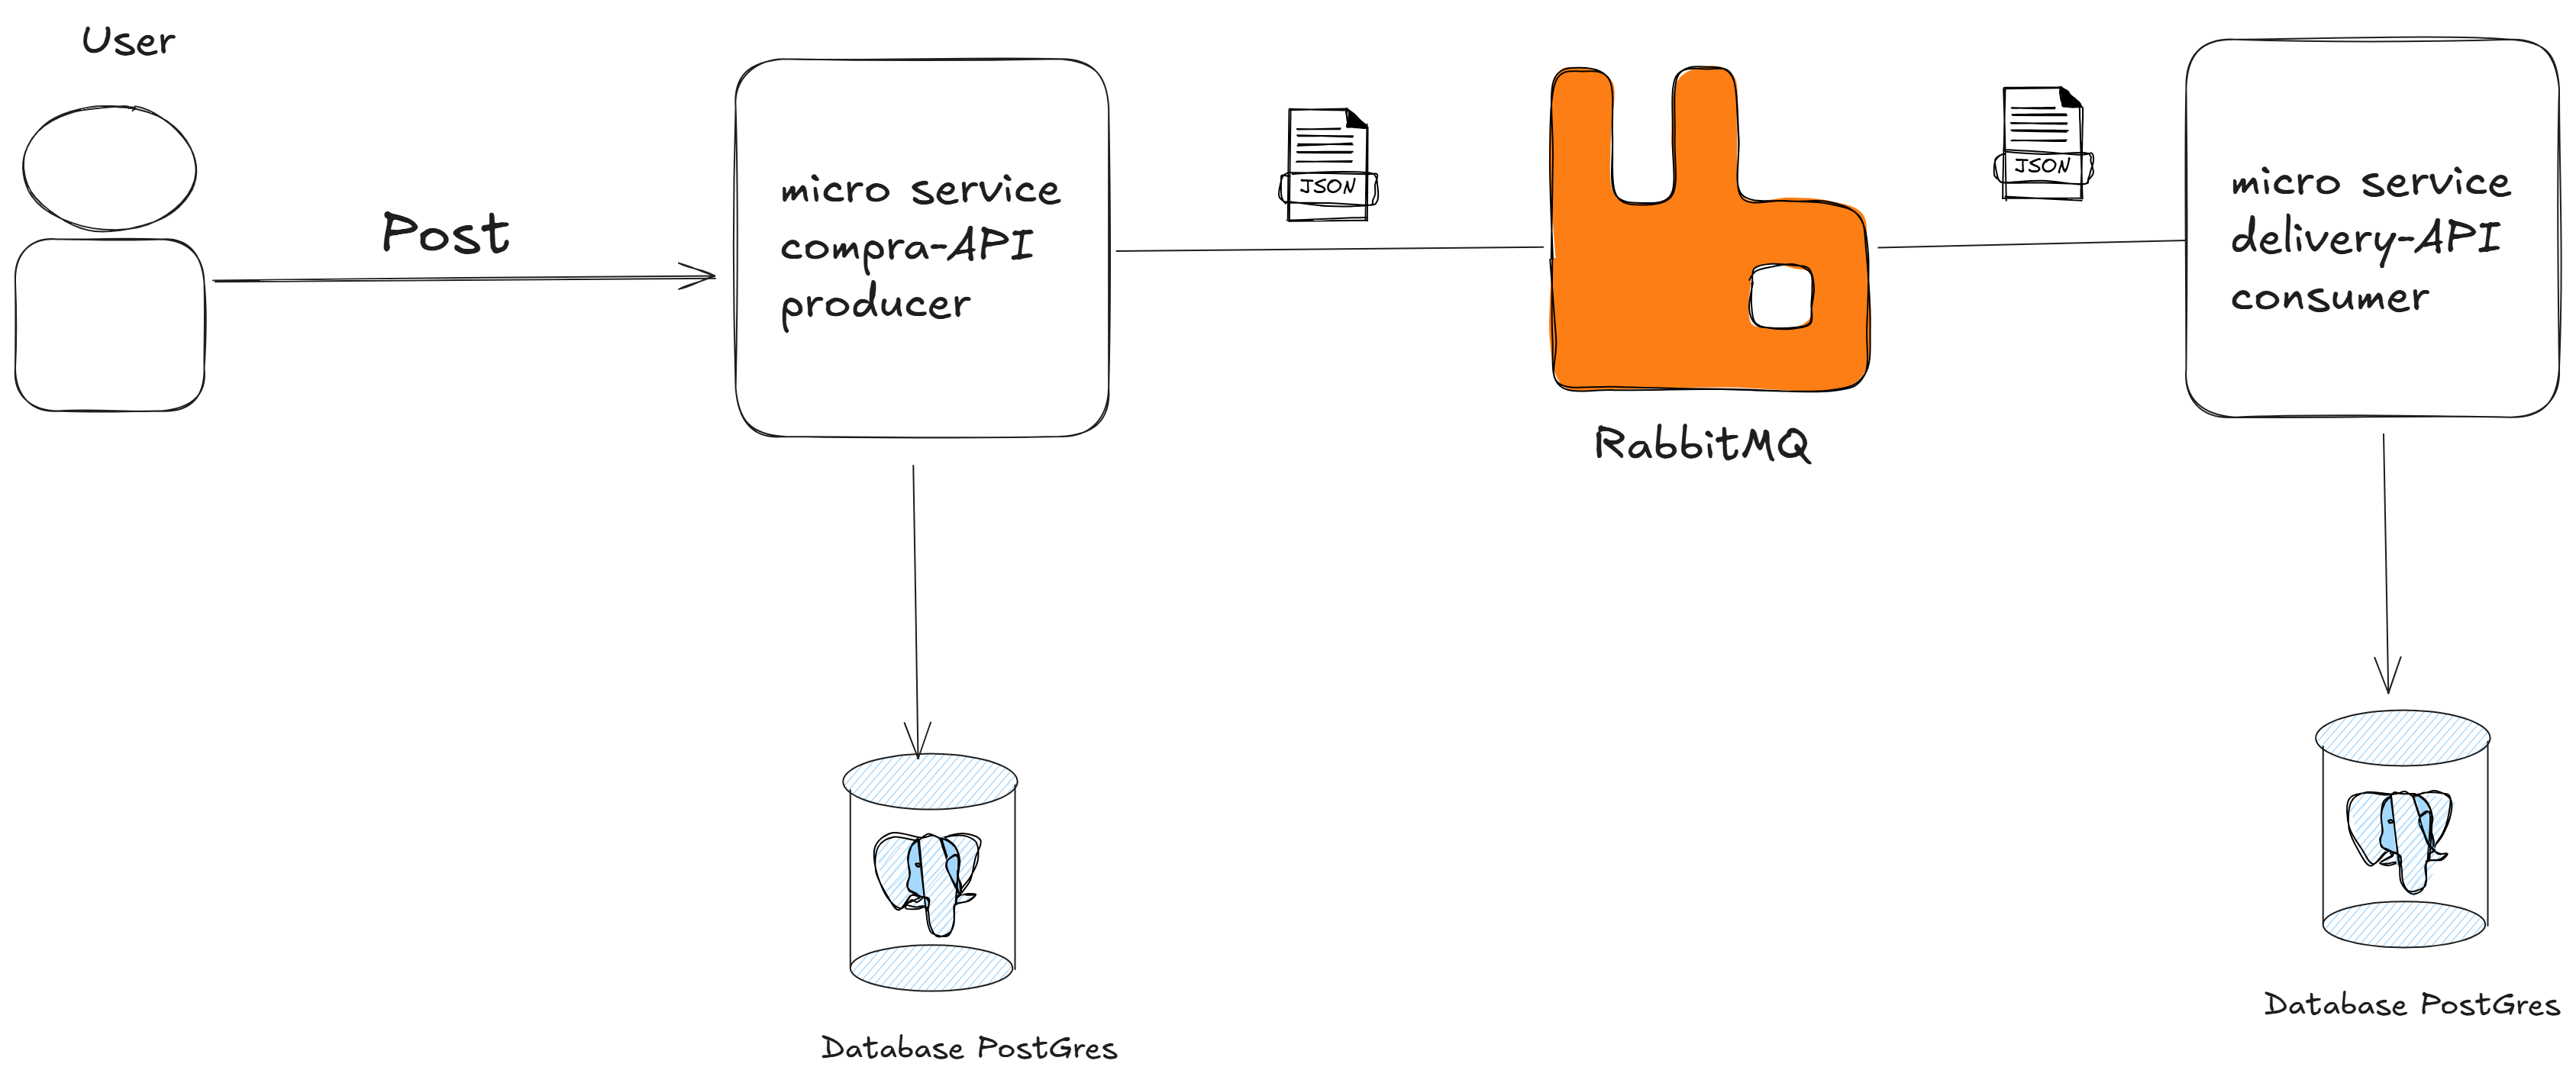 User
Post
micro service
compra-API
producer
JSON
RabbitMQ
JSON
micro service
delivery-API
consumer
Database PostGres
Database PostGres